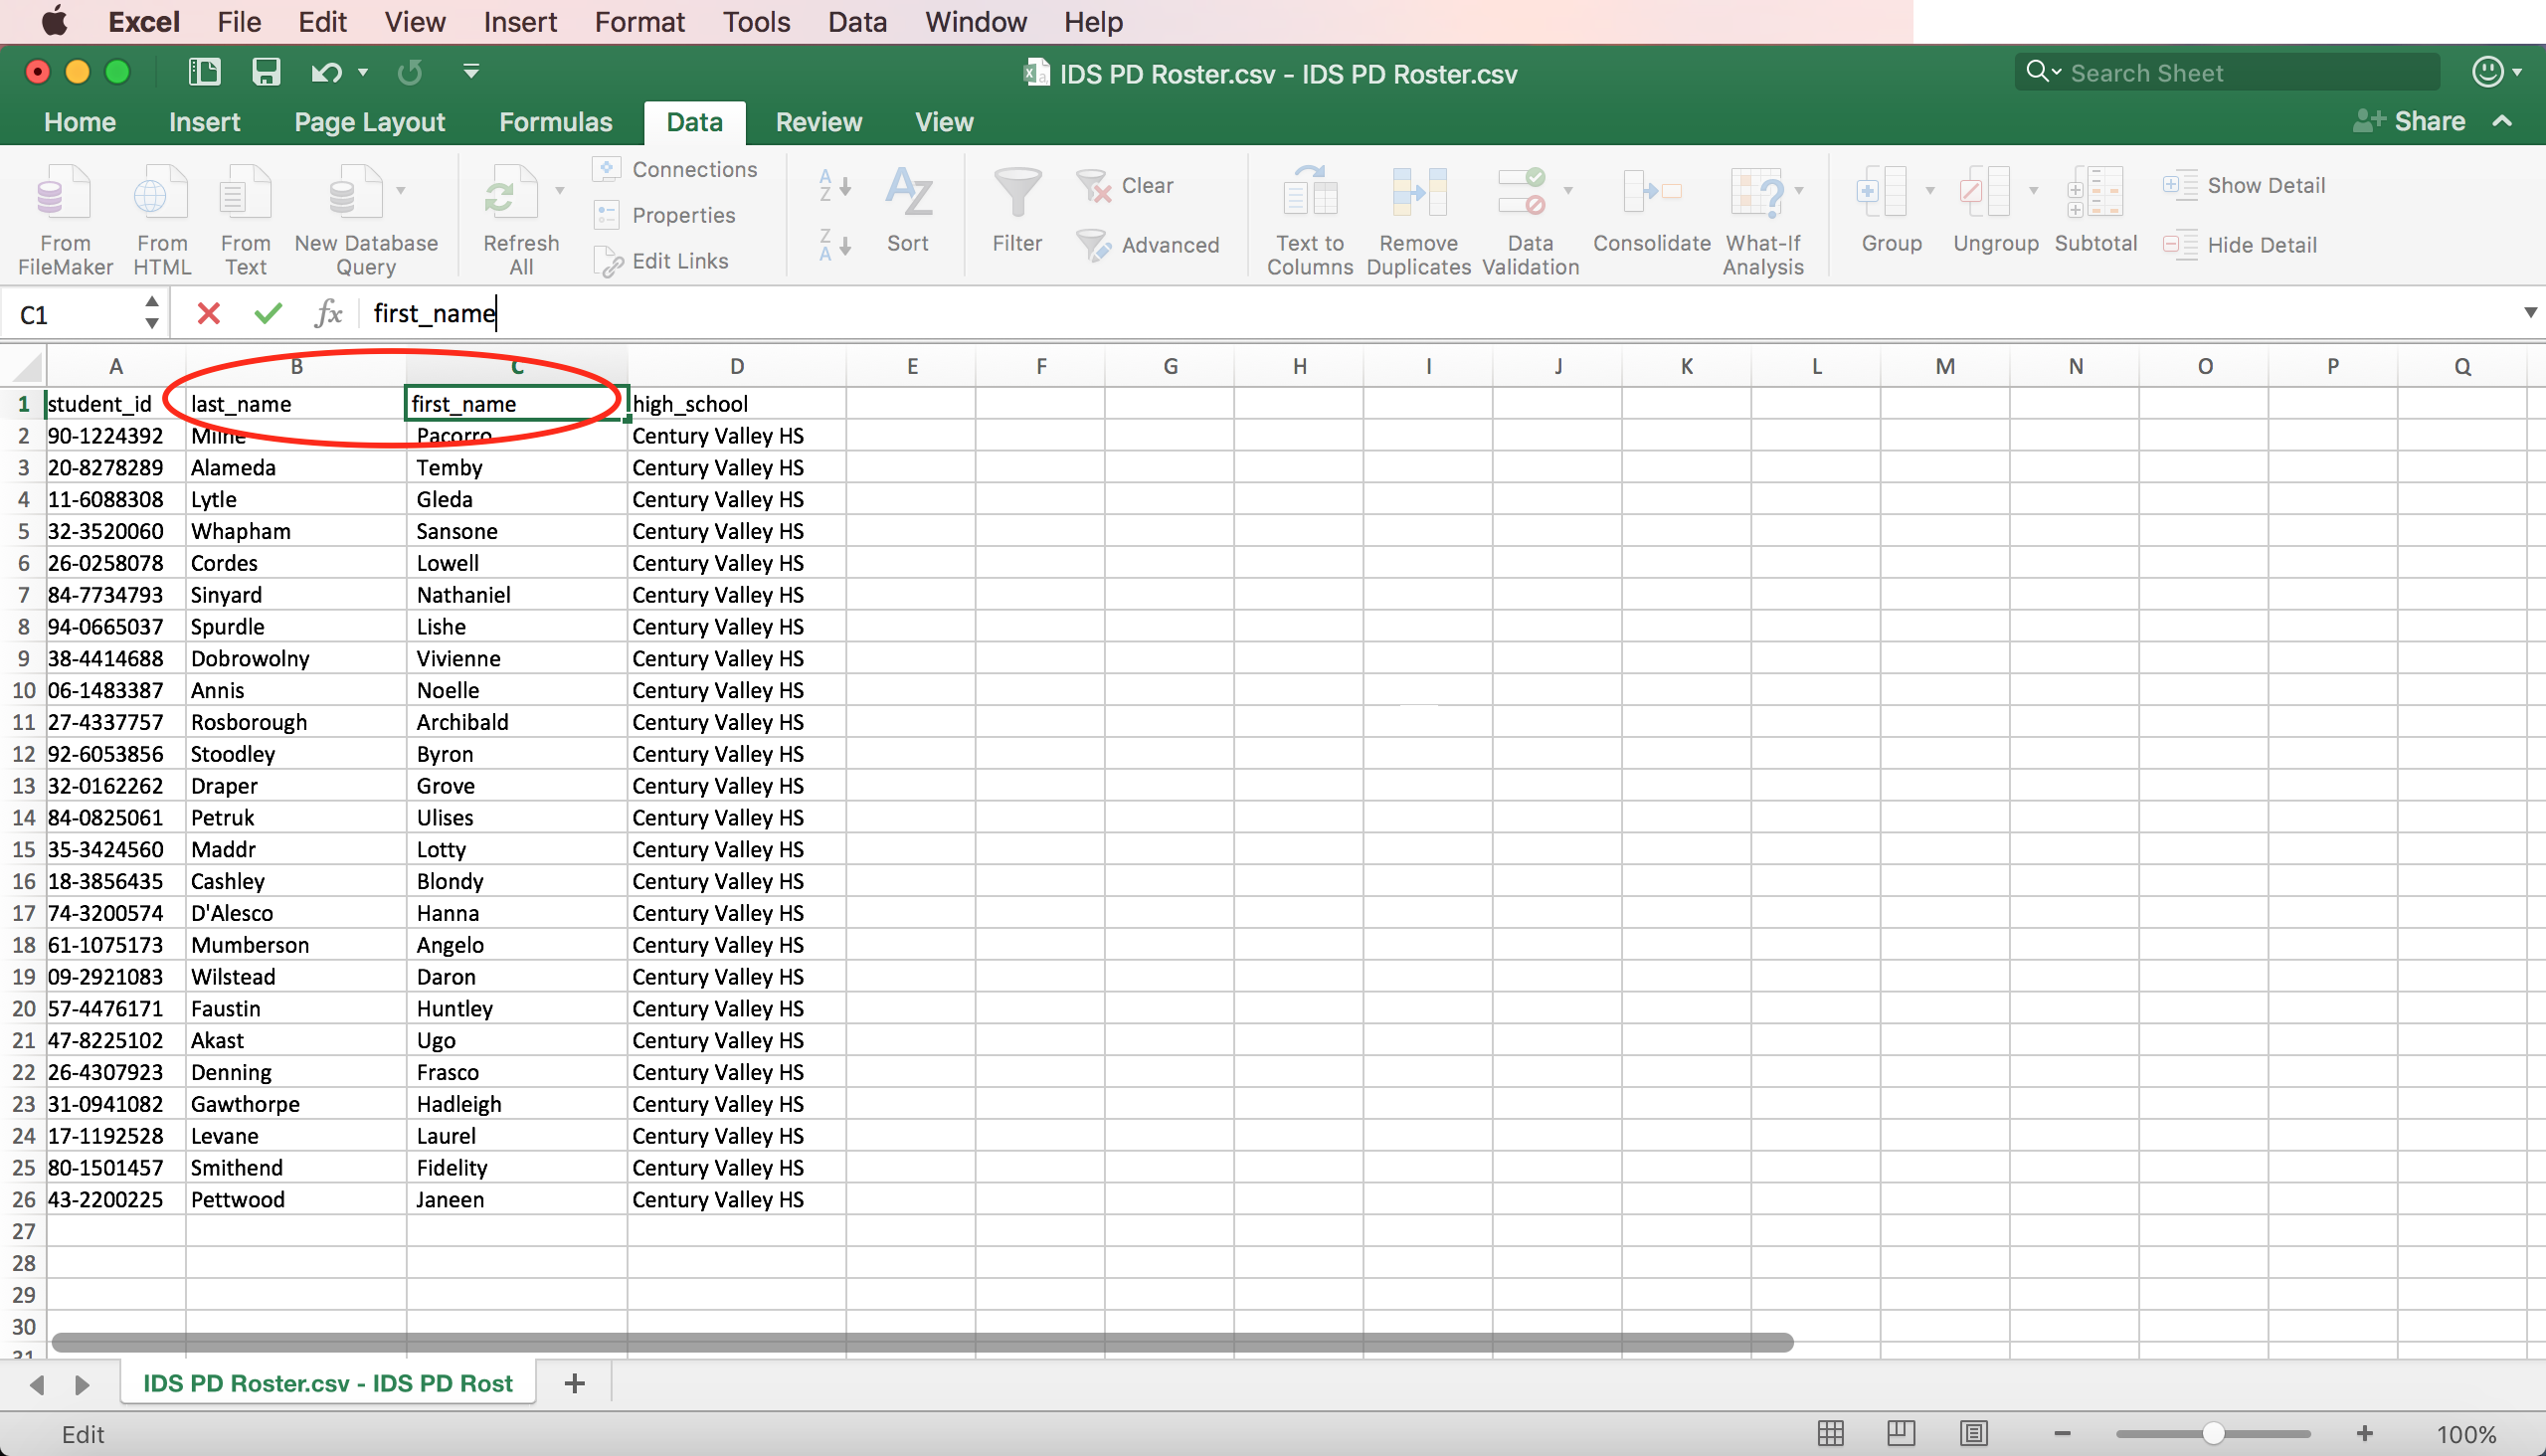 Excel File Edit View Insert Format Tools Data Window Help
IDS PD Roster.csv - IDS PD Roster.csv
Search Sheet
Home Insert Page Layout Formulas Data Review View
Share
From FileMaker
From HTML
From Text
New Database Query
Refresh All
Connections
Properties
Edit Links
A Z
Z A
AZ
Sort
Filter
Clear
Advanced
Text to Columns
Remove Duplicates
Data Validation
Consolidate
What-If Analysis
Group
Ungroup
Subtotal
Show Detail
Hide Detail
C1 fx first_name
A B C D E F G H I J K L M N O P Q
1 student_id last_name first_name high_school
2 90-1224392 Milne Pacorro Century Valley HS
3 20-8278289 Alameda Temby Century Valley HS
4 11-6088308 Lytle Gleda Century Valley HS
5 32-3520060 Whapham Sansone Century Valley HS
6 26-0258078 Cordes Lowell Century Valley HS
7 84-7734793 Sinyard Nathaniel Century Valley HS
8 94-0665037 Spurdle Lishe Century Valley HS
9 38-4414688 Dobrowolny Vivienne Century Valley HS
10 06-1483387 Annis Noelle Century Valley HS
11 27-4337757 Rosborough Archibald Century Valley HS
12 92-6053856 Stoodley Byron Century Valley HS
13 32-0162262 Draper Grove Century Valley HS
14 84-0825061 Petruk Ulises Century Valley HS
15 35-3424560 Maddr Lotty Century Valley HS
16 18-3856435 Cashley Blondy Century Valley HS
17 74-3200574 D'Alesco Hanna Century Valley HS
18 61-1075173 Mumberson Angelo Century Valley HS
19 09-2921083 Wilstead Daron Century Valley HS
20 57-4476171 Faustin Huntley Century Valley HS
21 47-8225102 Akast Ugo Century Valley HS
22 26-4307923 Denning Frasco Century Valley HS
23 31-0941082 Gawthorpe Hadleigh Century Valley HS
24 17-1192528 Levane Laurel Century Valley HS
25 80-1501457 Smithend Fidelity Century Valley HS
26 43-2200225 Pettwood Janeen Century Valley HS
27
28
29
30
31
IDS PD Roster.csv - IDS PD Rost +
Edit
100%